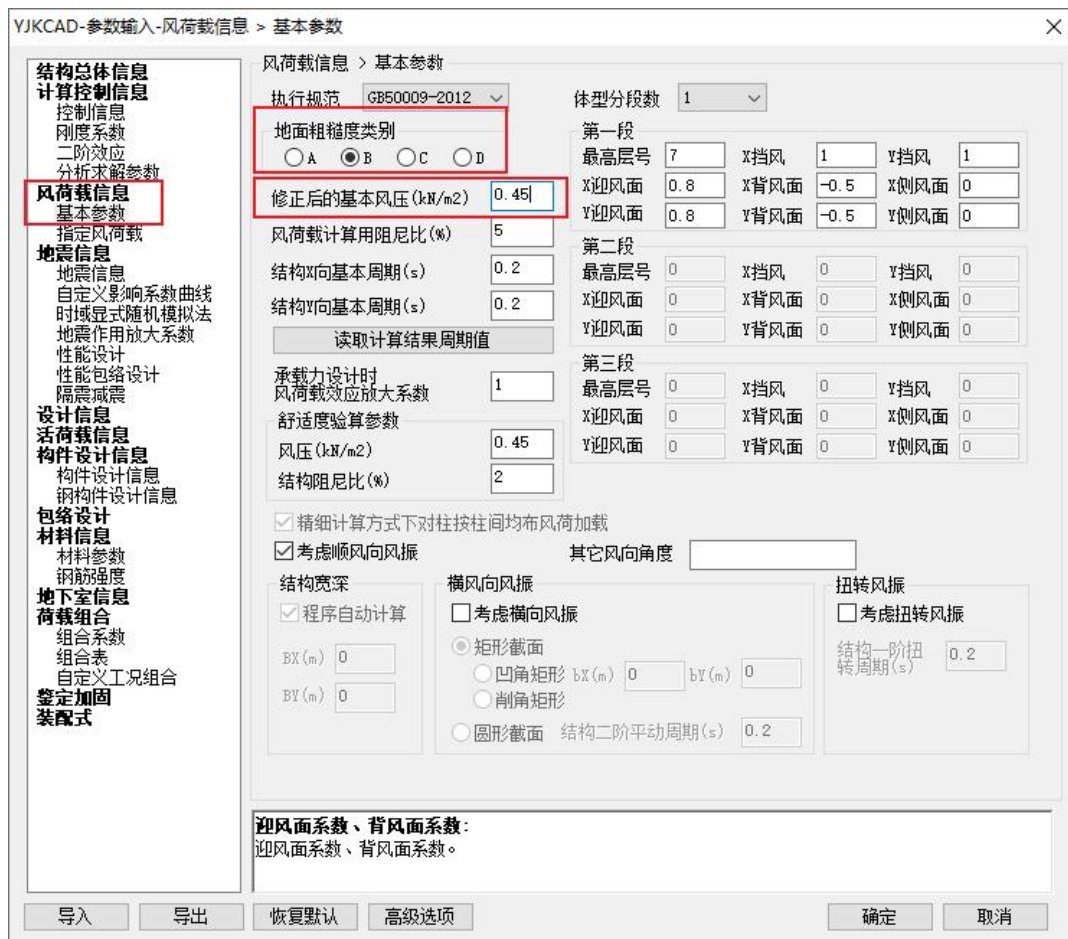 YJKCAD-参数输入-风荷载信息 > 基本参数
结构总体信息
计算控制信息
控制信息
刚度系数
二阶效应
分析求解参数
风荷载信息
基本参数
指定风荷载
地震信息
地震信息
自定义影响系数曲线
时域显式随机模拟法
地震作用放大系数
性能设计
性能包络设计
隔震减震
设计信息
活荷载信息
构件设计信息
构件设计信息
钢构件设计信息
包络设计
材料信息
材料参数
钢筋强度
地下室信息
荷载组合
组合系数
组合表
自定义工况组合
鉴定加固
装配式
风荷载信息 > 基本参数
执行规范 GB50009-2012 体型分段数 1
地面粗糙度类别
A B C D
修正后的基本风压(kN/m2) 0.45
风荷载计算用阻尼比(%) 5
结构X向基本周期(s) 0.2
结构Y向基本周期(s) 0.2
读取计算结果周期值
承载力设计时
风荷载效应放大系数 1
舒适度验算参数
风压(kN/m2) 0.45
结构阻尼比(%) 2
第一段
最高层号 7 X挡风 1 Y挡风 1
X迎风面 0.8 X背风面 -0.5 X侧风面 0
Y迎风面 0.8 Y背风面 -0.5 Y侧风面 0
第二段
最高层号 0 X挡风 0 Y挡风 0
X迎风面 0 X背风面 0 X侧风面 0
Y迎风面 0 Y背风面 0 Y侧风面 0
第三段
最高层号 0 X挡风 0 Y挡风 0
X迎风面 0 X背风面 0 X侧风面 0
Y迎风面 0 Y背风面 0 Y侧风面 0
精细计算方式下对柱按柱间均布风荷加载
考虑顺风向风振 其它风向角度
结构宽深
程序自动计算
BX(m) 0
BY(m) 0
横风向风振
考虑横向风振
矩形截面
凹角矩形 bX(m) 0 bY(m) 0
削角矩形
圆形截面 结构二阶平动周期(s) 0.2
扭转风振
考虑扭转风振
结构一阶扭
转周期(s) 0.2
迎风面系数、背风面系数:
迎风面系数、背风面系数。
导入 导出 恢复默认 高级选项 确定 取消